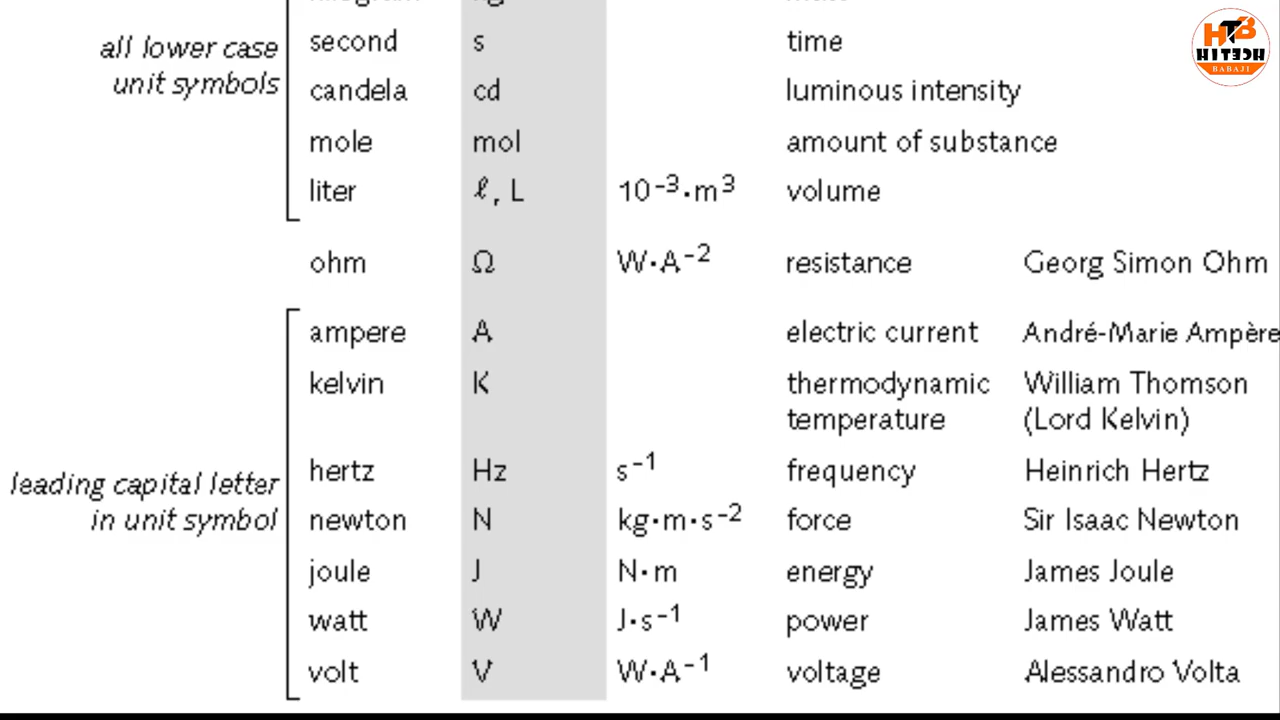 second s time
all lower case
unit symbols
candela cd luminous intensity
mole mol amount of substance
liter ℓ, L 10⁻³·m³ volume
ohm Ω W·A⁻² resistance Georg Simon Ohm
ampere A electric current André-Marie Ampère
kelvin K thermodynamic temperature William Thomson (Lord Kelvin)
leading capital letter
in unit symbol
hertz Hz s⁻¹ frequency Heinrich Hertz
newton N kg·m·s⁻² force Sir Isaac Newton
joule J N·m energy James Joule
watt W J·s⁻¹ power James Watt
volt V W·A⁻¹ voltage Alessandro Volta
HTB
HITECH
BABAJI